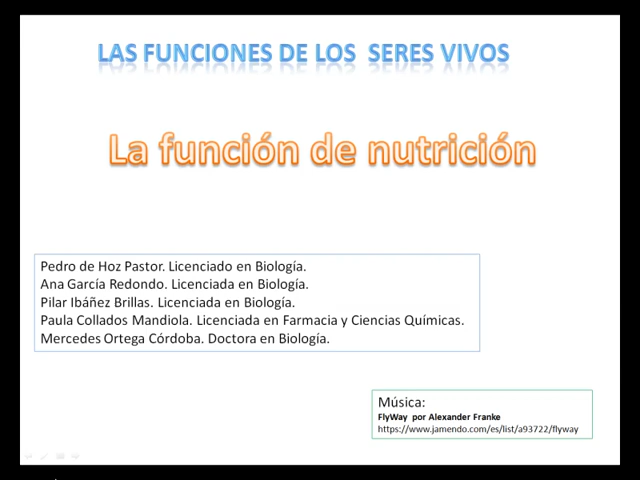 LAS FUNCIONES DE LOS SERES VIVOS
La función de nutrición
Pedro de Hoz Pastor. Licenciado en Biología.
Ana García Redondo. Licenciada en Biología.
Pilar Ibáñez Brillas. Licenciada en Biología.
Paula Collados Mandiola. Licenciada en Farmacia y Ciencias Químicas.
Mercedes Ortega Córdoba. Doctora en Biología.
Música:
FlyWay por Alexander Franke
https://www.jamendo.com/es/list/a93722/flyway